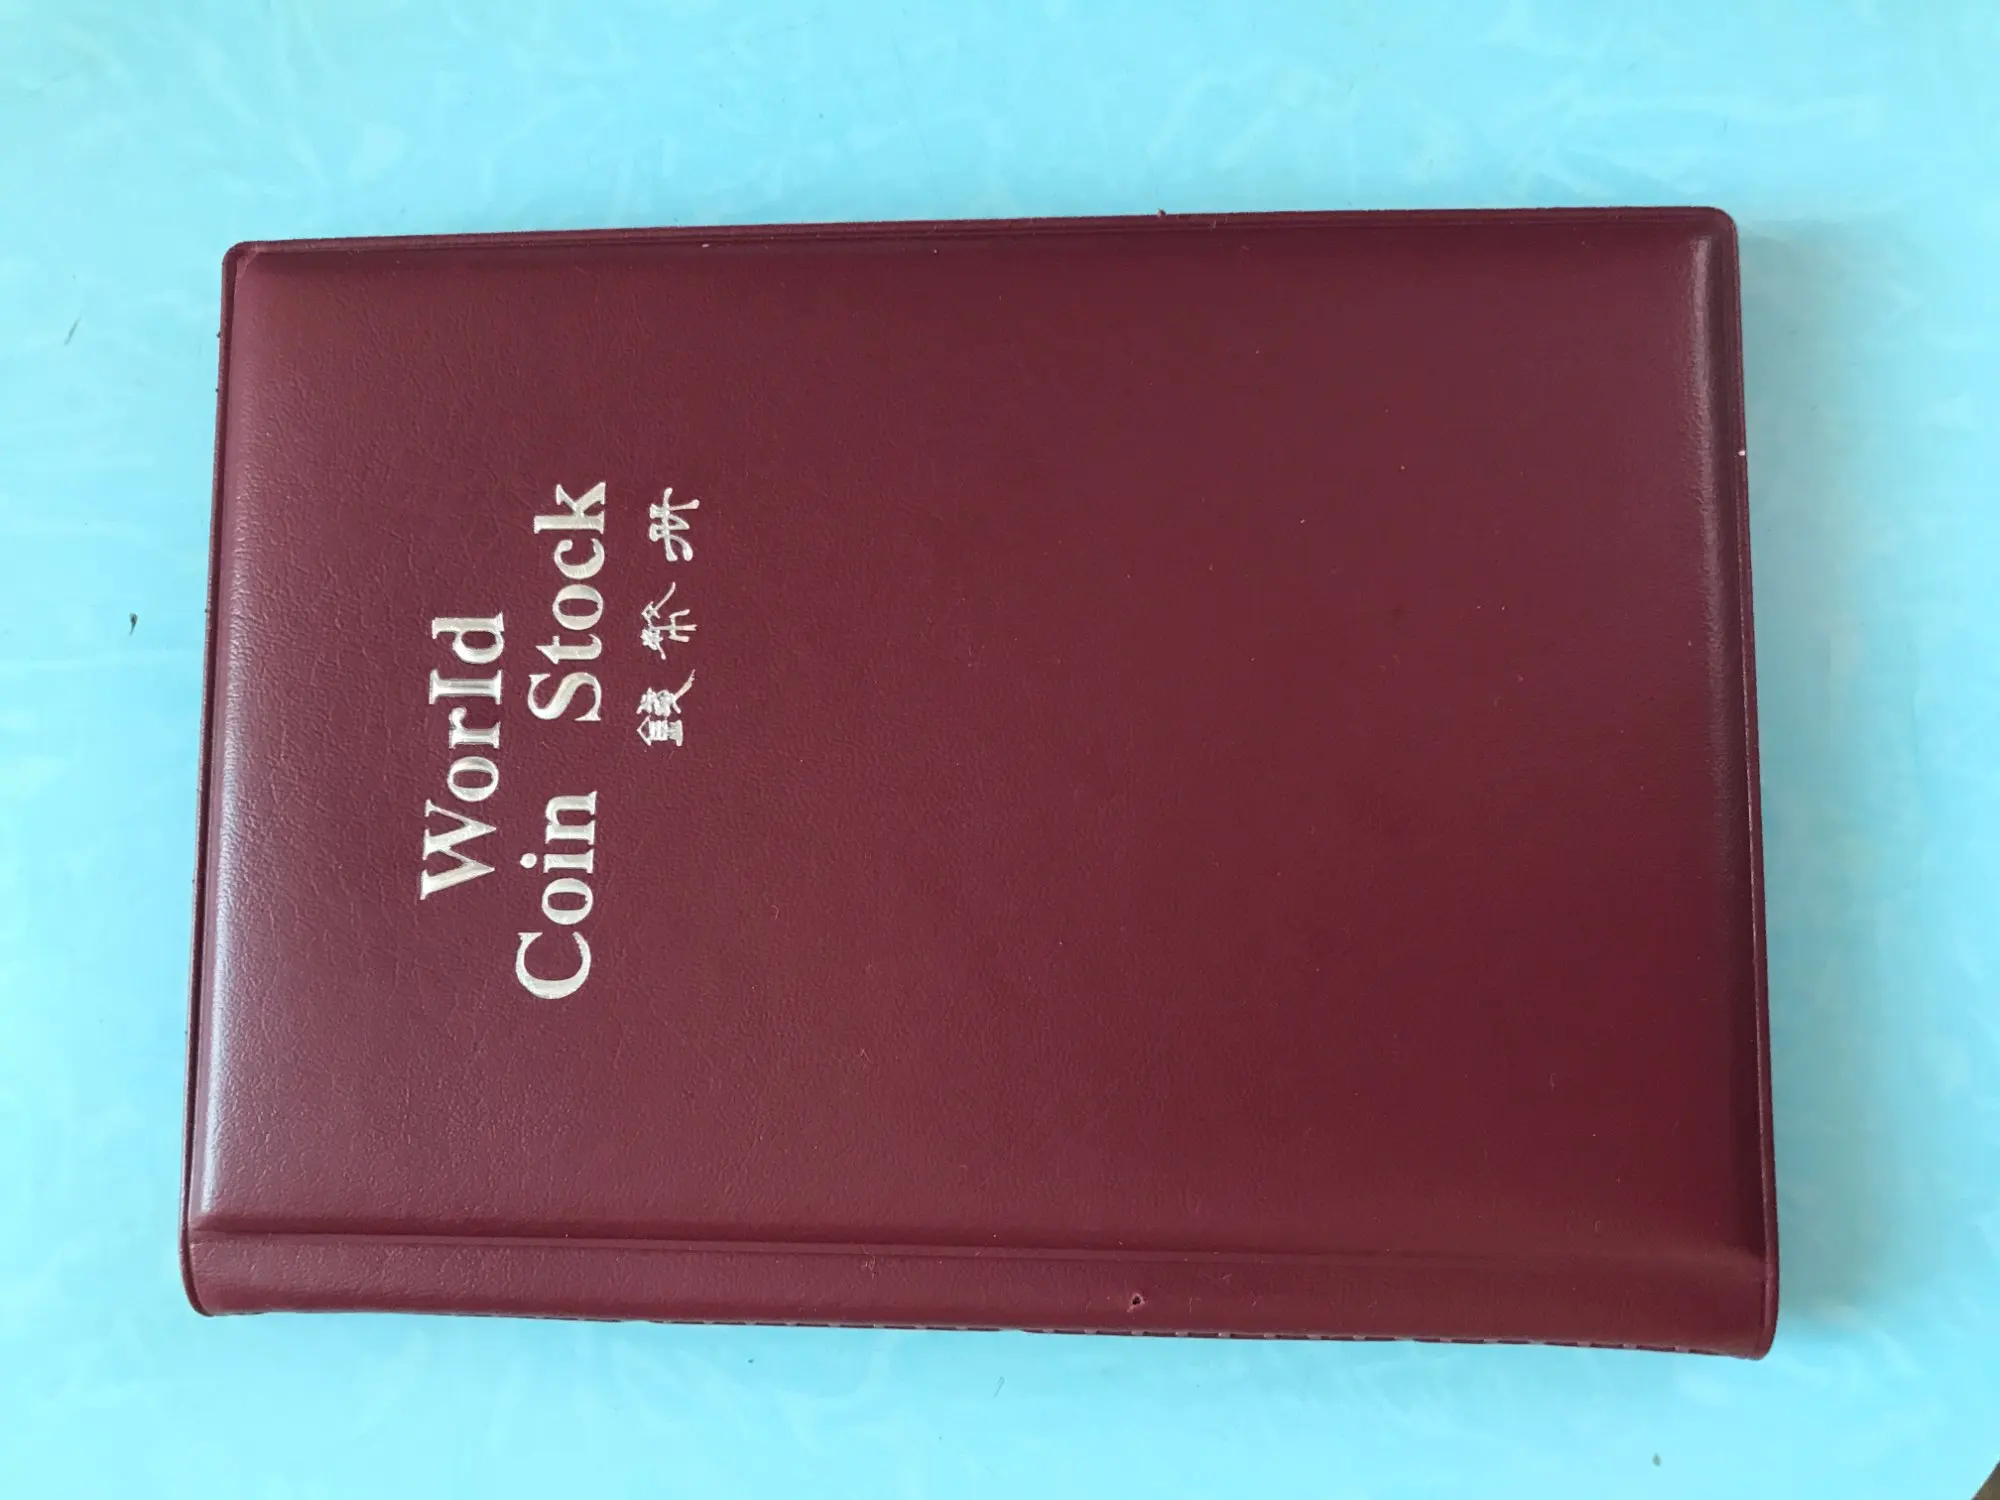 World
Coin Stock
錢幣册